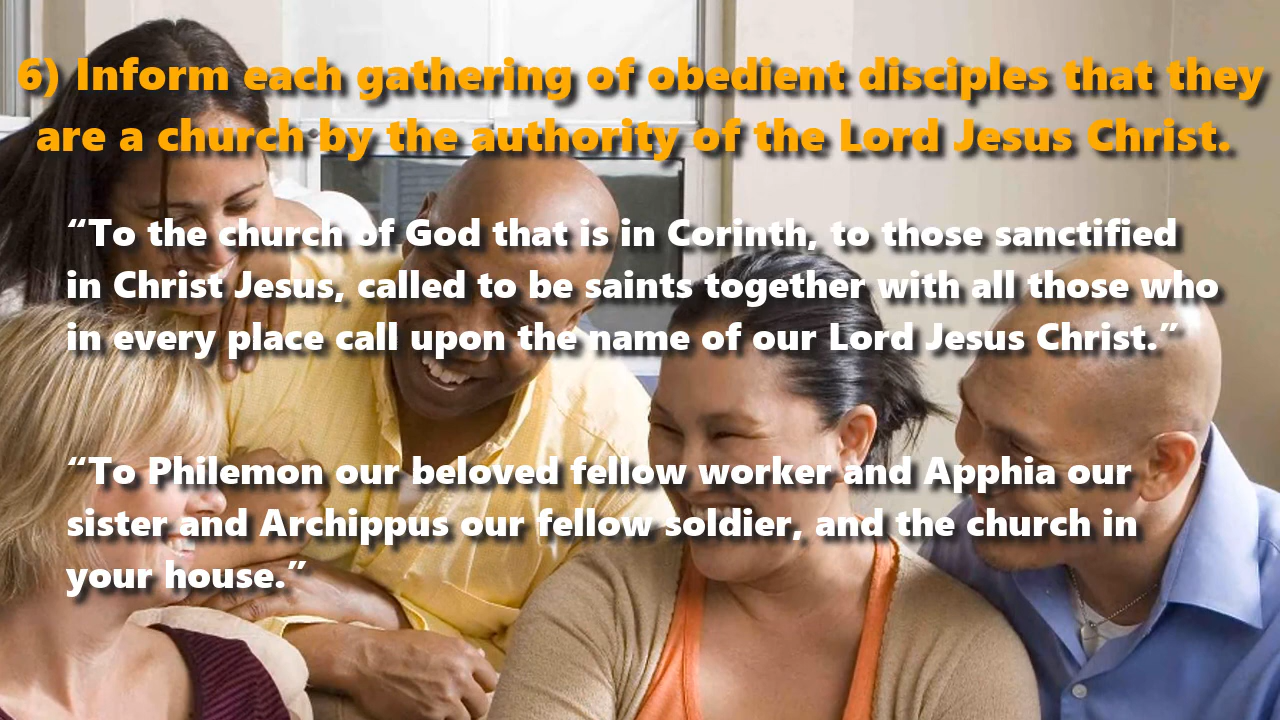 6) Inform each gathering of obedient disciples that they
are a church by the authority of the Lord Jesus Christ.
“To the church of God that is in Corinth, to those sanctified
in Christ Jesus, called to be saints together with all those who
in every place call upon the name of our Lord Jesus Christ.”
“To Philemon our beloved fellow worker and Apphia our
sister and Archippus our fellow soldier, and the church in
your house.”